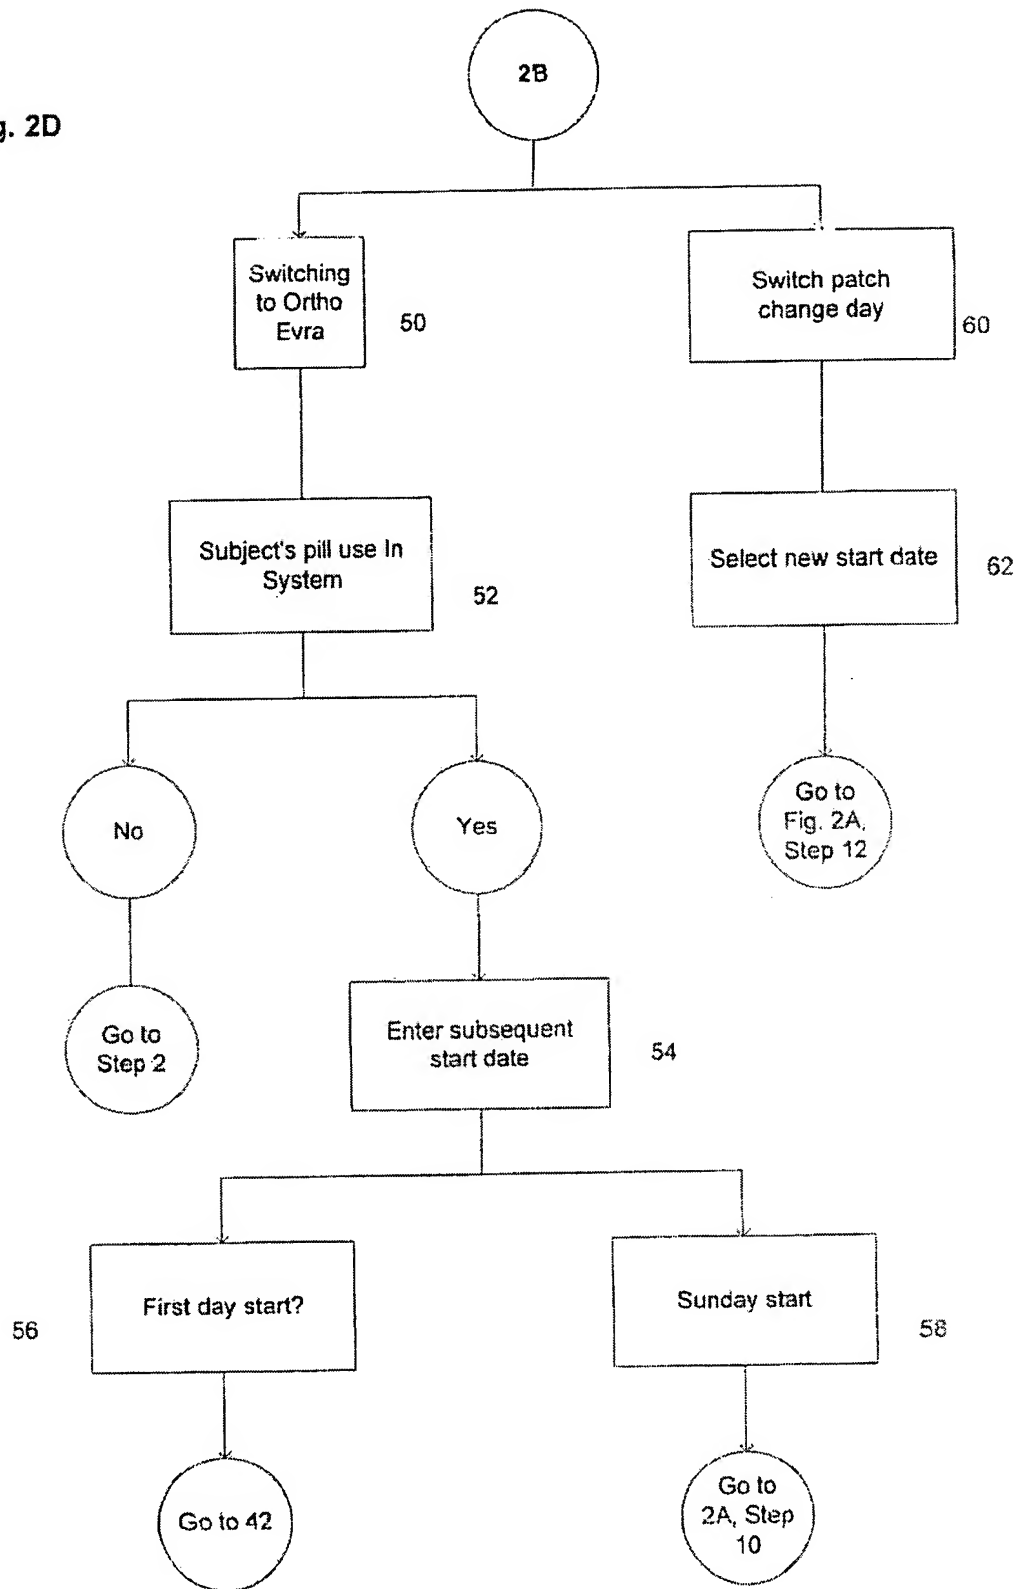 2B
g. 2D
Switching
to Ortho
Evra
50
Switch patch
change day
60
Subject's pill use In
System
52
Select new start date
62
No
Yes
Go to
Fig. 2A,
Step 12
Go to
Step 2
Enter subsequent
start date
54
First day start?
56
Sunday start
58
Go to 42
Go to
2A, Step
10